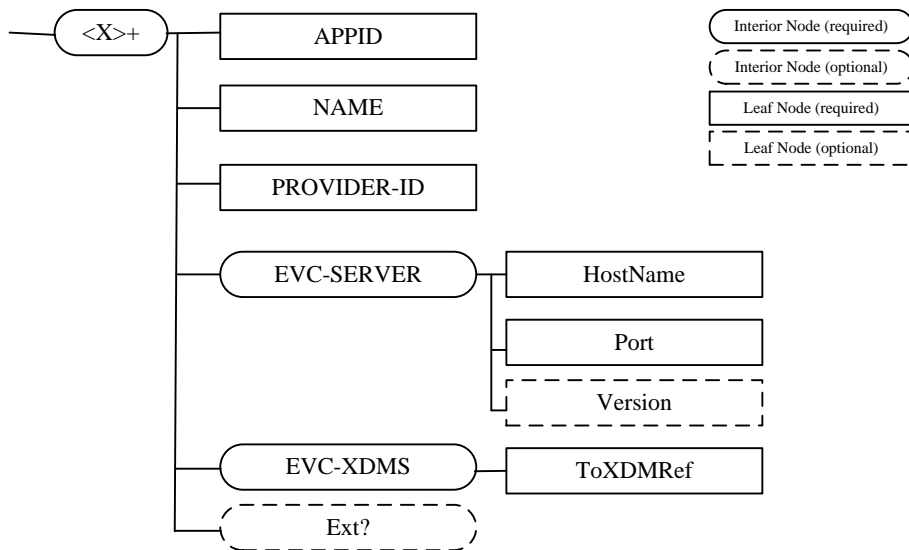 <X>+
APPID
NAME
PROVIDER-ID
EVC-SERVER
HostName
Port
Version
EVC-XDMS
ToXDMRef
Ext?
Interior Node (required)
Interior Node (optional)
Leaf Node (required)
Leaf Node (optional)